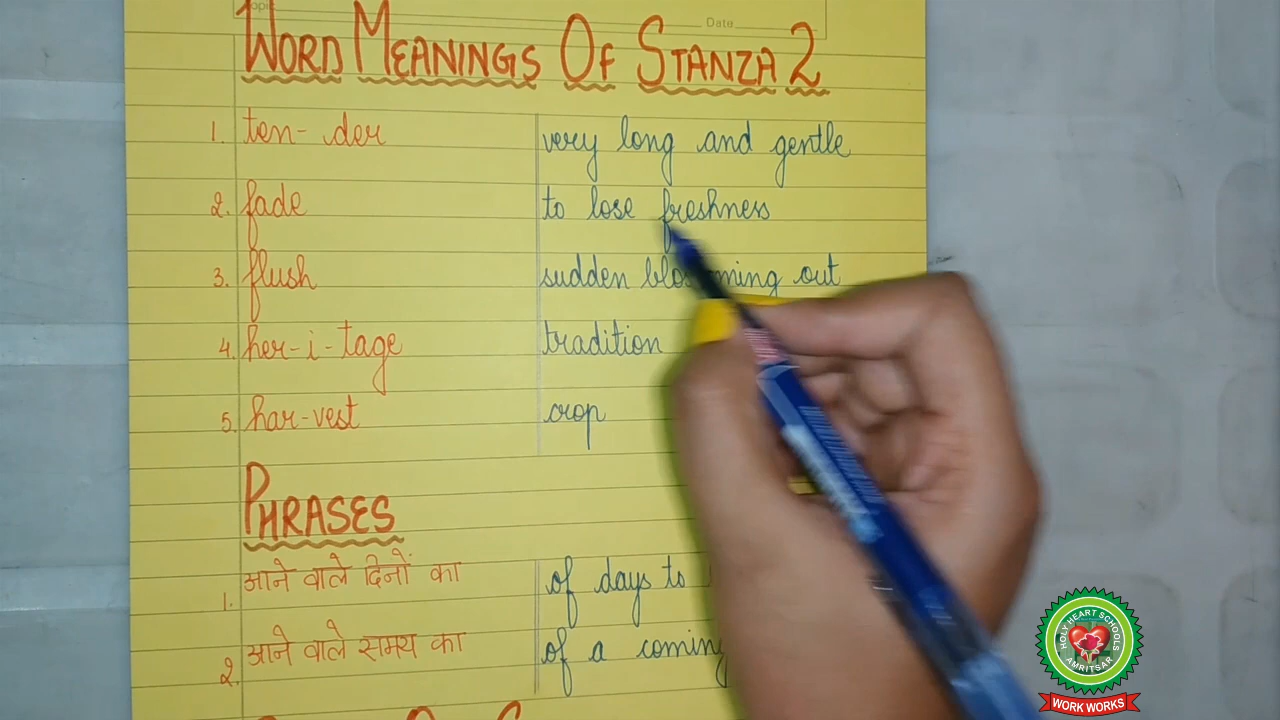 Topic
Date
WORD MEANINGS OF STANZA 2
1. ten-der very long and gentle
2. fade to lose freshness
3. flush sudden blossoming out
4. her-i-tage tradition
5. har-vest crop
PHRASES
1. आने वाले दिनों का of days to
2. आने वाले समय का of a coming
HOLY HEART SCHOOLS
AMRITSAR
WORK WORKS